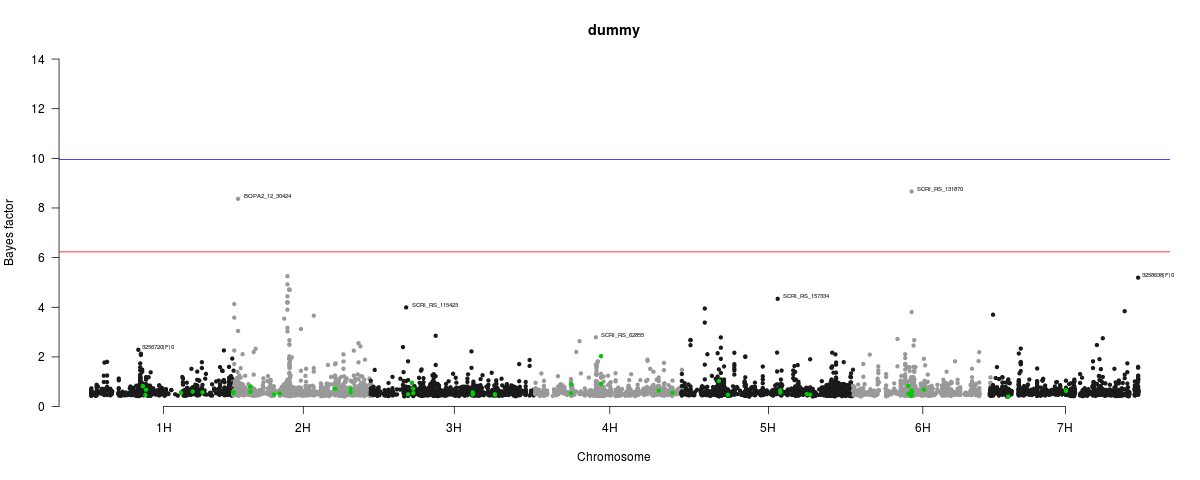 dummy
14
12
10
8
6
4
2
0
Bayes factor
BOPA2_12_30424
SCRI_RS_131870
3258638|F|0
SCRI_RS_157334
SCRI_RS_115423
SCRI_RS_62855
3256720|F|0
1H 2H 3H 4H 5H 6H 7H
Chromosome